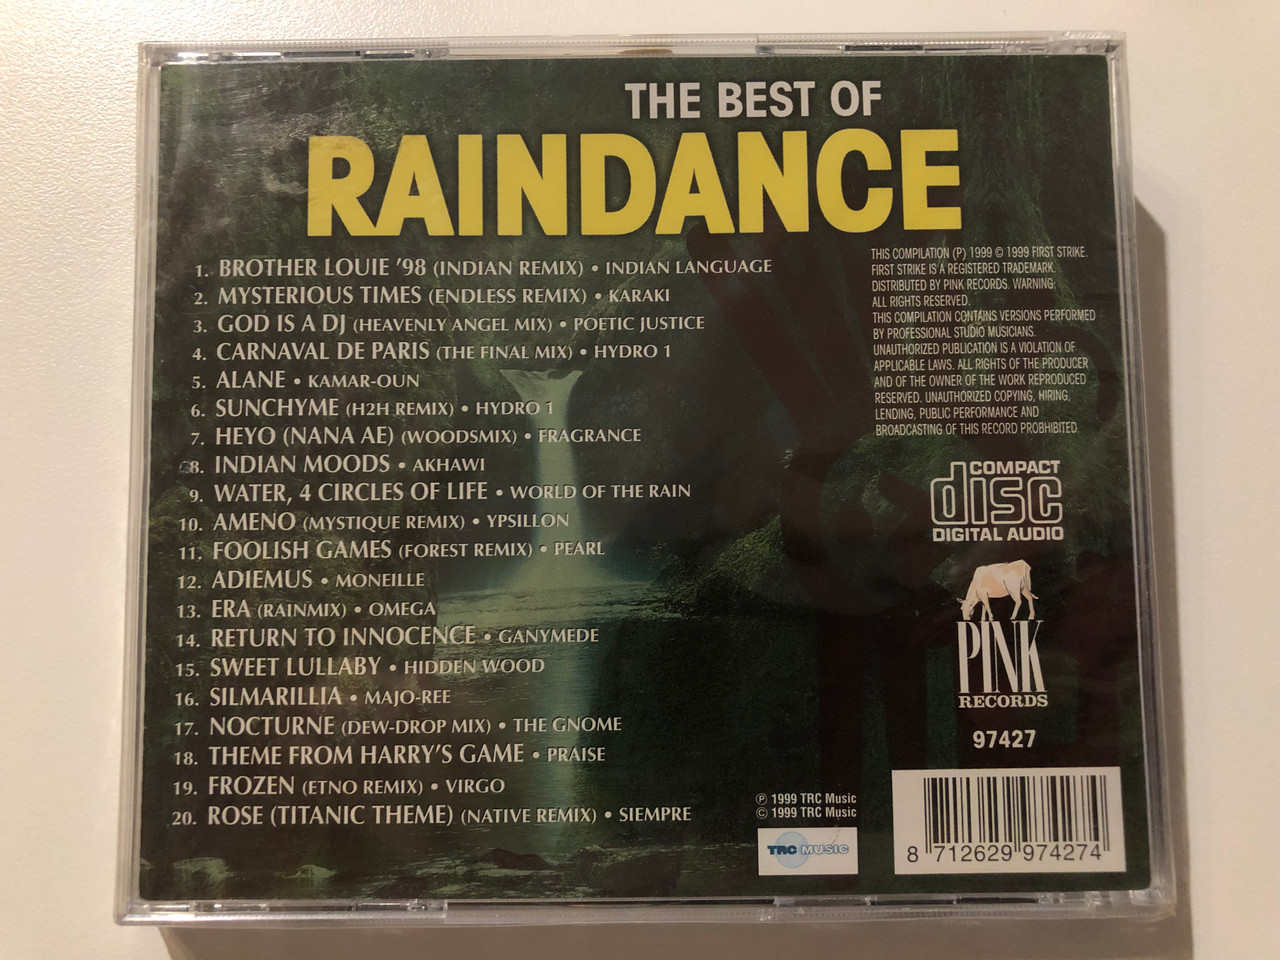 THE BEST OF
RAINDANCE
1. BROTHER LOUIE '98 (INDIAN REMIX) • INDIAN LANGUAGE
2. MYSTERIOUS TIMES (ENDLESS REMIX) • KARAKI
3. GOD IS A DJ (HEAVENLY ANGEL MIX) • POETIC JUSTICE
4. CARNAVAL DE PARIS (THE FINAL MIX) • HYDRO 1
5. ALANE • KAMAR-OUN
6. SUNCHYME (H2H REMIX) • HYDRO 1
7. HEYO (NANA AE) (WOODSMIX) • FRAGRANCE
8. INDIAN MOODS • AKHAWI
9. WATER, 4 CIRCLES OF LIFE • WORLD OF THE RAIN
10. AMENO (MYSTIQUE REMIX) • YPSILLON
11. FOOLISH GAMES (FOREST REMIX) • PEARL
12. ADIEMUS • MONEILLE
13. ERA (RAINMIX) • OMEGA
14. RETURN TO INNOCENCE • GANYMEDE
15. SWEET LULLABY • HIDDEN WOOD
16. SILMARILLIA • MAJO-REE
17. NOCTURNE (DEW-DROP MIX) • THE GNOME
18. THEME FROM HARRY'S GAME • PRAISE
19. FROZEN (ETNO REMIX) • VIRGO
20. ROSE (TITANIC THEME) (NATIVE REMIX) • SIEMPRE
THIS COMPILATION (P) 1999 © 1999 FIRST STRIKE.
FIRST STRIKE IS A REGISTERED TRADEMARK.
DISTRIBUTED BY PINK RECORDS. WARNING:
ALL RIGHTS RESERVED.
THIS COMPILATION CONTAINS VERSIONS PERFORMED
BY PROFESSIONAL STUDIO MUSICIANS.
UNAUTHORIZED PUBLICATION IS A VIOLATION OF
APPLICABLE LAWS. ALL RIGHTS OF THE PRODUCER
AND OF THE OWNER OF THE WORK REPRODUCED
RESERVED. UNAUTHORIZED COPYING, HIRING,
LENDING, PUBLIC PERFORMANCE AND
BROADCASTING OF THIS RECORD PROBHIBITED.
COMPACT
disc
DIGITAL AUDIO
PINK
RECORDS
97427
℗ 1999 TRC Music
© 1999 TRC Music
TRC MUSIC
8 712629 974274